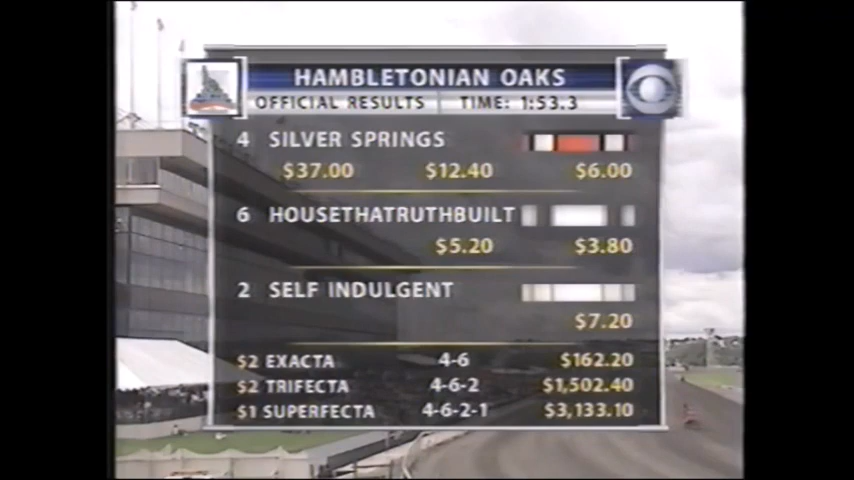 HAMBLETONIAN OAKS
OFFICIAL RESULTS TIME: 1:53.3
4 SILVER SPRINGS
$37.00 $12.40 $6.00
6 HOUSETHATRUTHBUILT
$5.20 $3.80
2 SELF INDULGENT
$7.20
$2 EXACTA 4-6 $162.20
$2 TRIFECTA 4-6-2 $1,502.40
$1 SUPERFECTA 4-6-2-1 $3,133.10